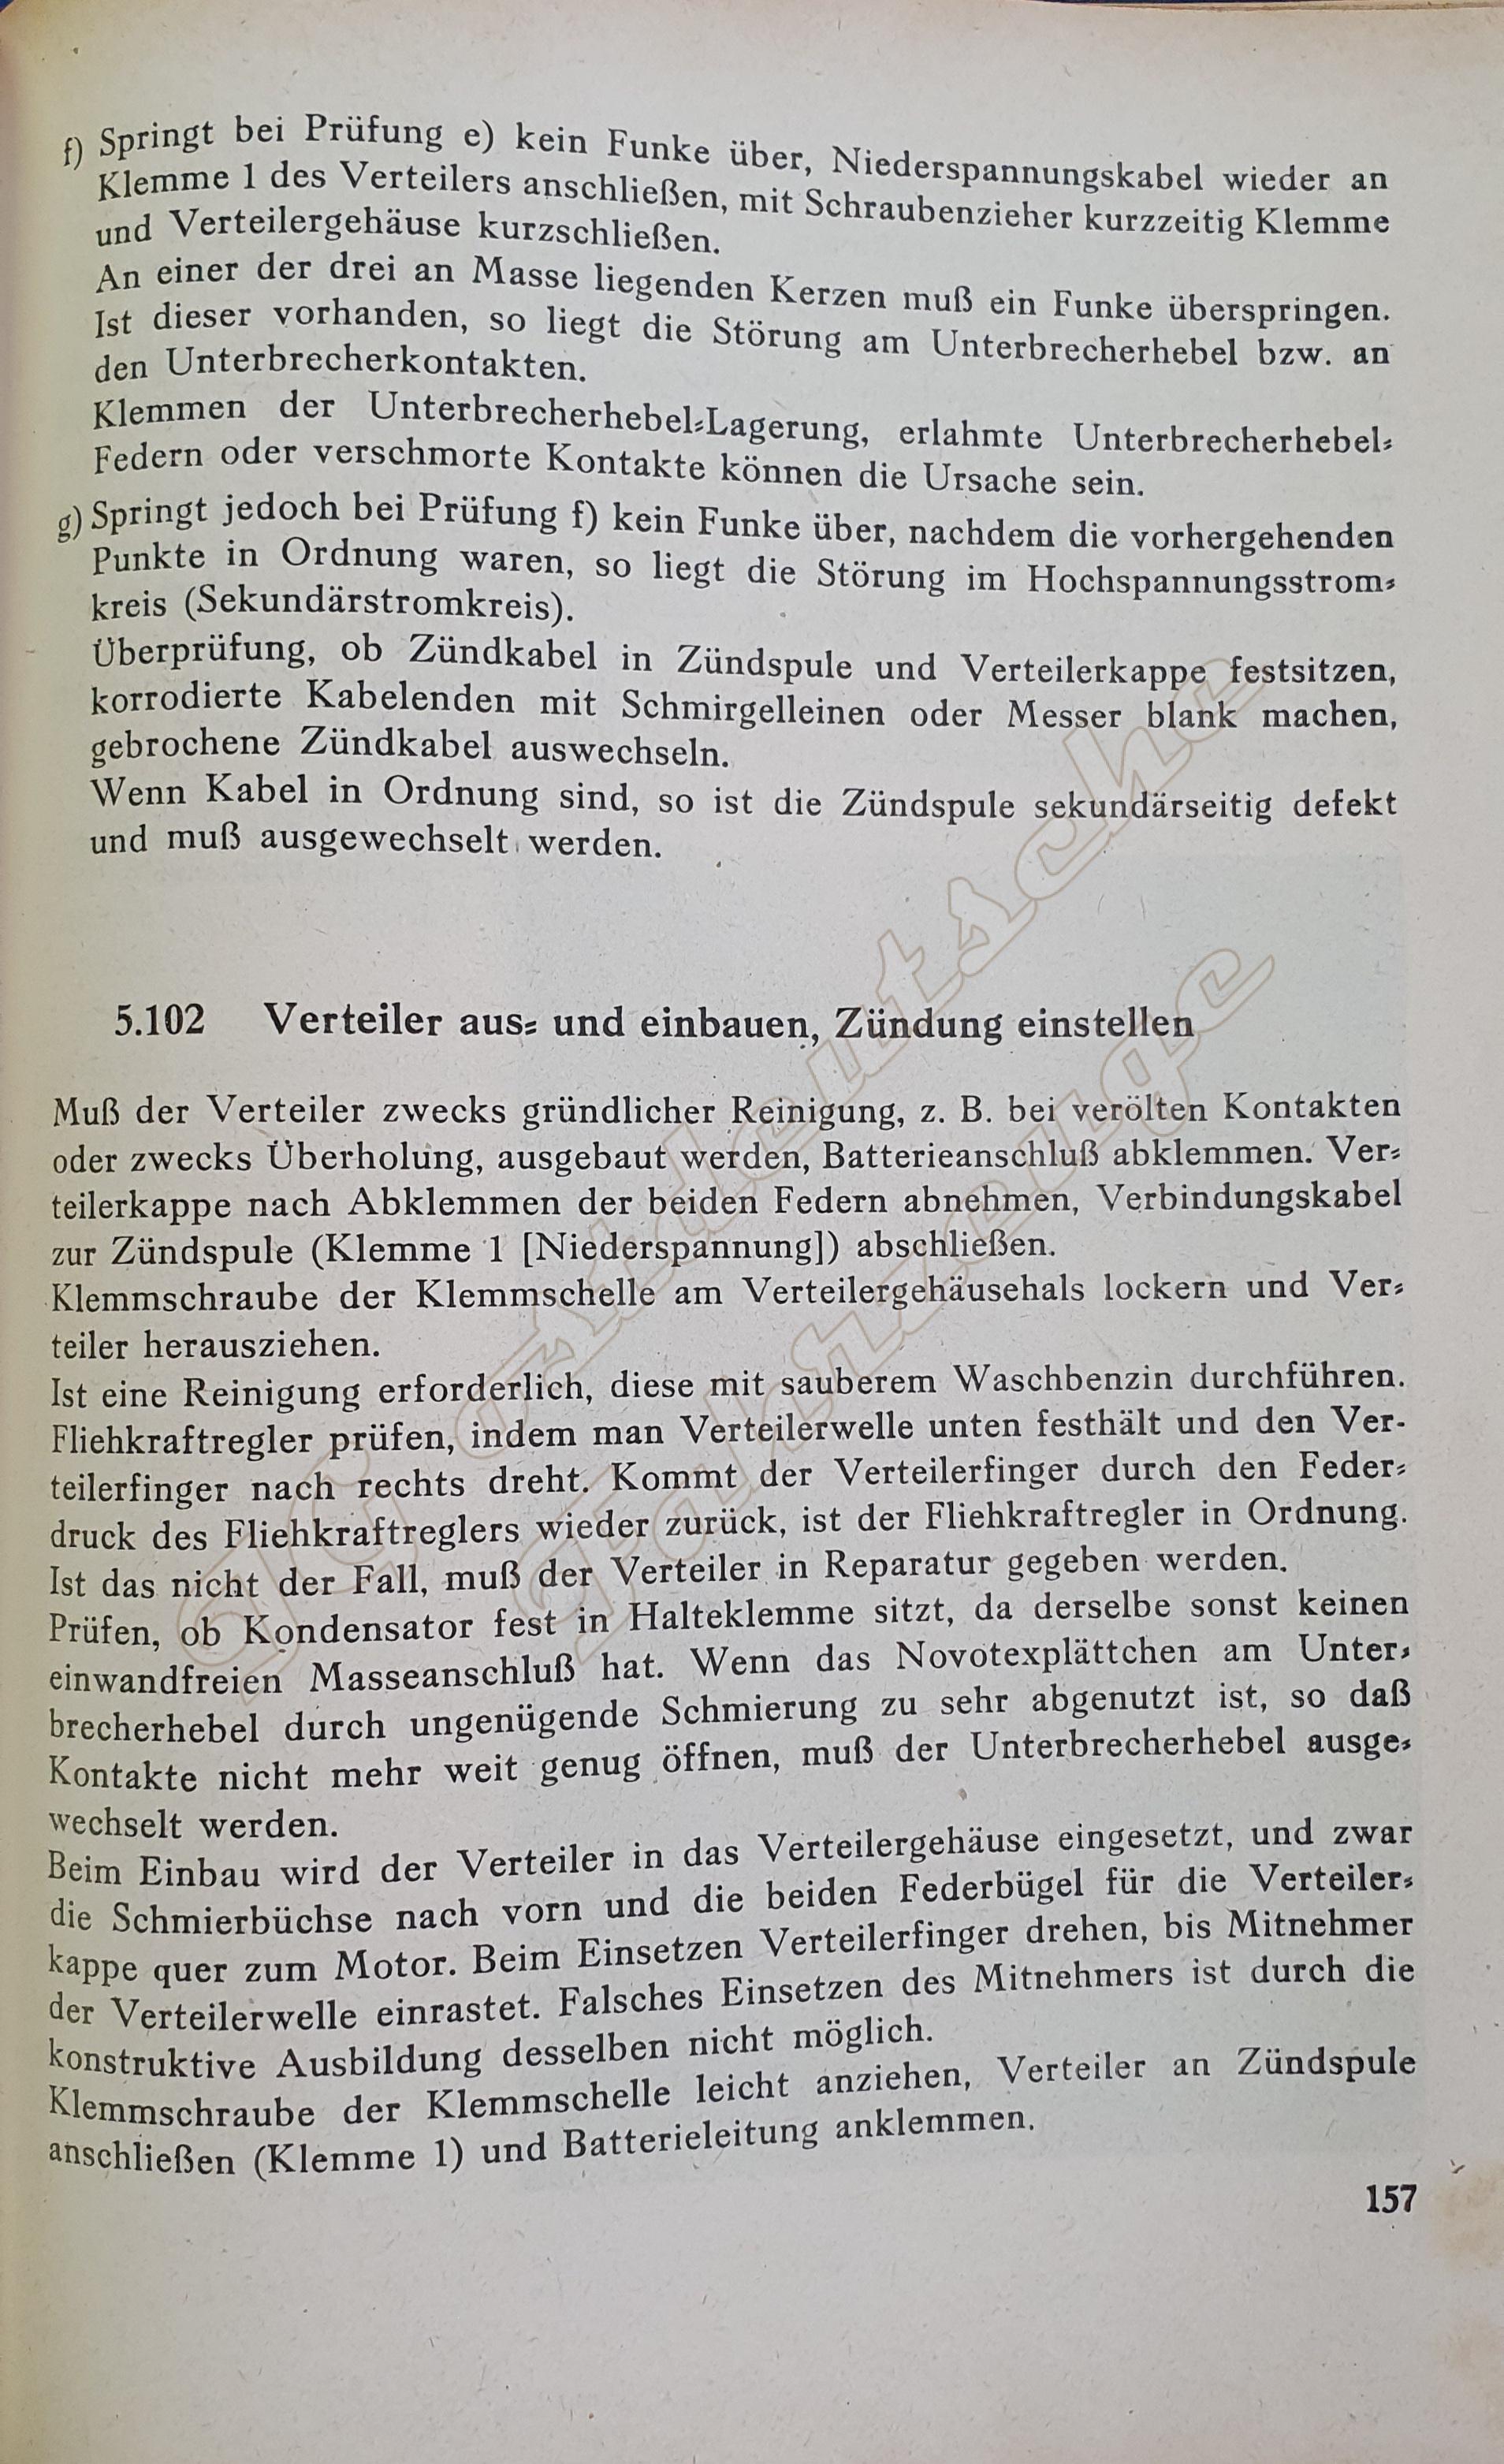 f) Springt bei Prüfung e) kein Funke über, Niederspannungskabel wieder an
Klemme 1 des Verteilers anschließen, mit Schraubenzieher kurzzeitig Klemme
und Verteilergehäuse kurzschließen.
An einer der drei an Masse liegenden Kerzen muß ein Funke überspringen.
Ist dieser vorhanden, so liegt die Störung am Unterbrecherhebel bzw. an
den Unterbrecherkontakten.
Klemmen der Unterbrecherhebel-Lagerung, erlahmte Unterbrecherhebel-
Federn oder verschmorte Kontakte können die Ursache sein.
g) Springt jedoch bei Prüfung f) kein Funke über, nachdem die vorhergehenden
Punkte in Ordnung waren, so liegt die Störung im Hochspannungsstrom-
kreis (Sekundärstromkreis).
Überprüfung, ob Zündkabel in Zündspule und Verteilerkappe festsitzen,
korrodierte Kabelenden mit Schmirgelleinen oder Messer blank machen,
gebrochene Zündkabel auswechseln.
Wenn Kabel in Ordnung sind, so ist die Zündspule sekundärseitig defekt
und muß ausgewechselt werden.
5.102 Verteiler aus- und einbauen, Zündung einstellen
Muß der Verteiler zwecks gründlicher Reinigung, z. B. bei verölten Kontakten
oder zwecks Überholung, ausgebaut werden, Batterieanschluß abklemmen. Ver-
teilerkappe nach Abklemmen der beiden Federn abnehmen, Verbindungskabel
zur Zündspule (Klemme 1 [Niederspannung]) abschließen.
Klemmschraube der Klemmschelle am Verteilergehäusehals lockern und Ver-
teiler herausziehen.
Ist eine Reinigung erforderlich, diese mit sauberem Waschbenzin durchführen.
Fliehkraftregler prüfen, indem man Verteilerwelle unten festhält und den Ver-
teilerfinger nach rechts dreht. Kommt der Verteilerfinger durch den Feder-
druck des Fliehkraftreglers wieder zurück, ist der Fliehkraftregler in Ordnung.
Ist das nicht der Fall, muß der Verteiler in Reparatur gegeben werden.
Prüfen, ob Kondensator fest in Halteklemme sitzt, da derselbe sonst keinen
einwandfreien Masseanschluß hat. Wenn das Novotexplättchen am Unter-
brecherhebel durch ungenügende Schmierung zu sehr abgenutzt ist, so daß
Kontakte nicht mehr weit genug öffnen, muß der Unterbrecherhebel ausge-
wechselt werden.
Beim Einbau wird der Verteiler in das Verteilergehäuse eingesetzt, und zwar
die Schmierbüchse nach vorn und die beiden Federbügel für die Verteiler-
kappe quer zum Motor. Beim Einsetzen Verteilerfinger drehen, bis Mitnehmer
der Verteilerwelle einrastet. Falsches Einsetzen des Mitnehmers ist durch die
konstruktive Ausbildung desselben nicht möglich.
Klemmschraube der Klemmschelle leicht anziehen, Verteiler an Zündspule
anschließen (Klemme 1) und Batterieleitung anklemmen.
157